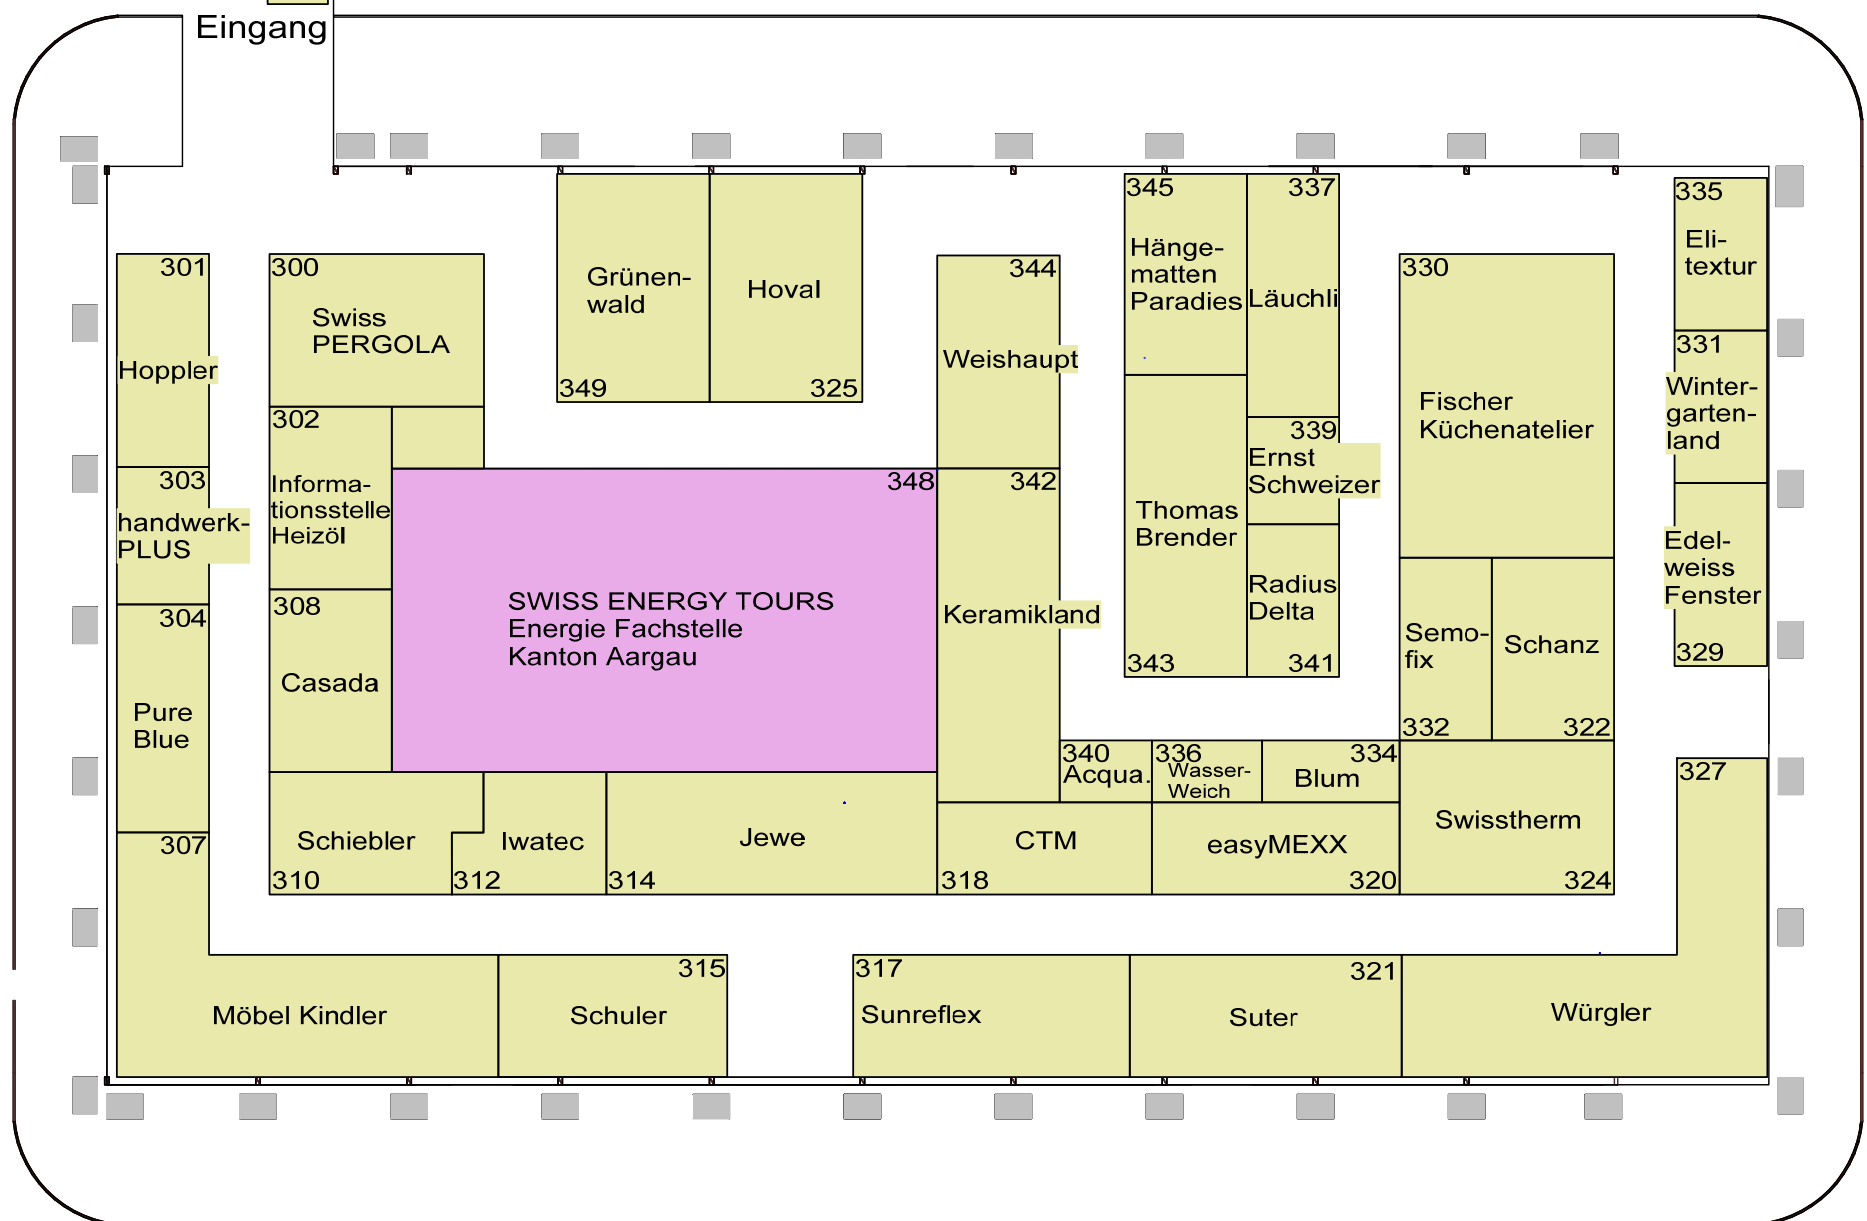 Eingang
301
Hoppler
303
handwerk-
PLUS
304
Pure
Blue
307
Möbel Kindler
300
Swiss
PERGOLA
302
Informa-
tionsstelle
Heizöl
308
Casada
Schiebler
310
Iwatec
312
Jewe
314
315
Schuler
Grünen-
wald
349
Hoval
325
348
SWISS ENERGY TOURS
Energie Fachstelle
Kanton Aargau
344
Weishaupt
342
Keramikland
345
Hänge-
matten
Paradies
337
Läuchli
339
Ernst
Schweizer
Thomas
Brender
343
Radius
Delta
341
340
Acqua.
336
Wasser-
Weich
334
Blum
CTM
318
easyMEXX
320
330
Fischer
Küchenatelier
Semo-
fix
332
Schanz
322
Swisstherm
324
335
Eli-
textur
331
Winter-
garten-
land
Edel-
weiss
Fenster
329
327
Würgler
317
Sunreflex
321
Suter